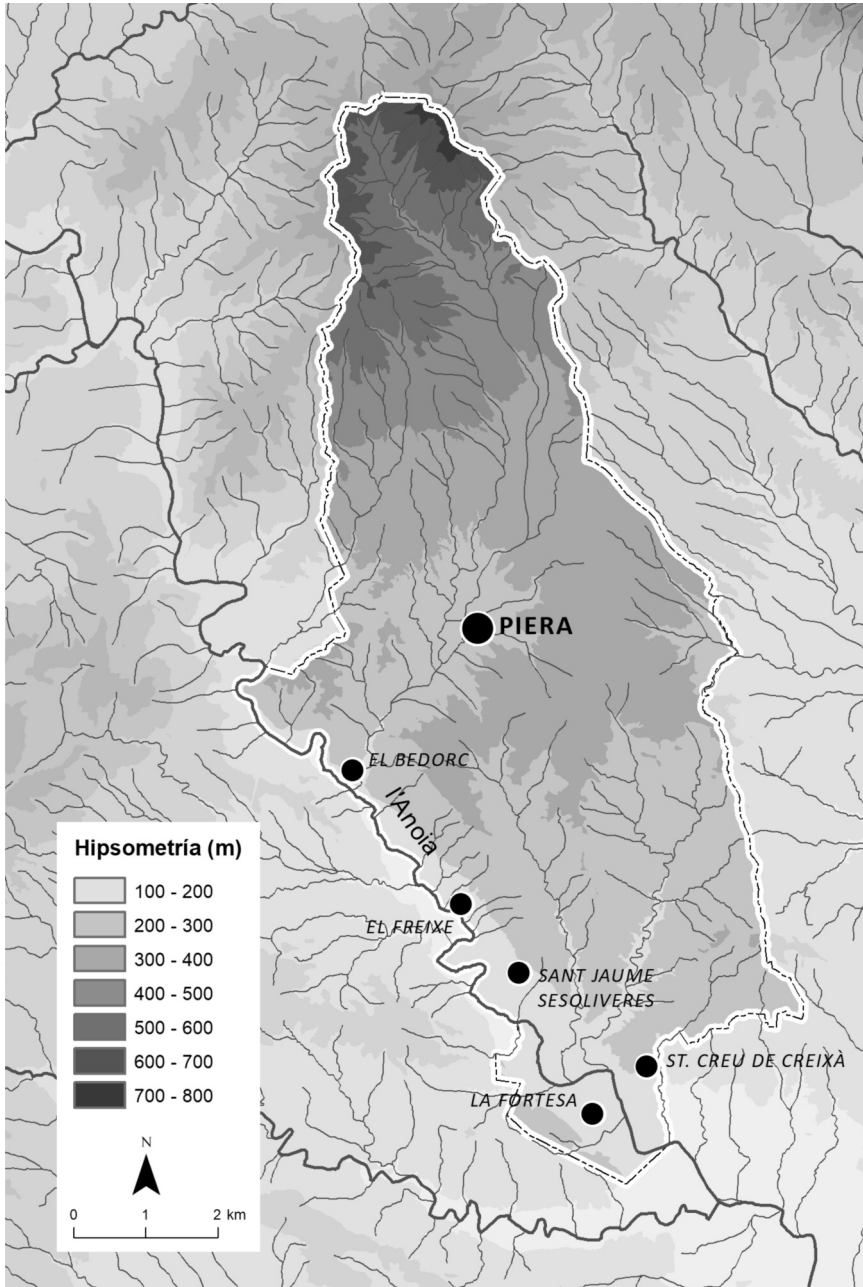 PIERA
EL BEDORC
l'Anoia
EL FREIXE
SANT JAUME
SESOLIVERES
ST. CREU DE CREIXÀ
LA FORTESA
Hipsometría (m)
100 - 200
200 - 300
300 - 400
400 - 500
500 - 600
600 - 700
700 - 800
N
0 1 2 km